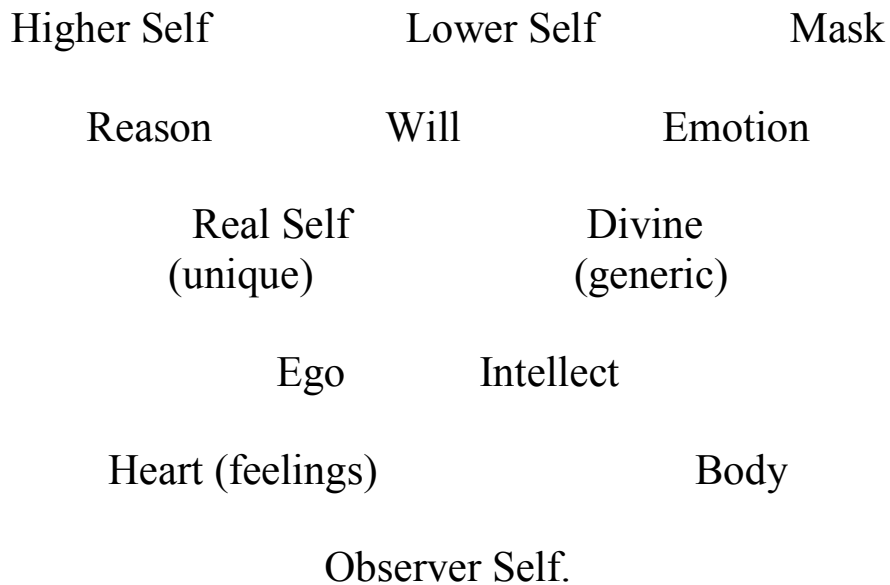 Higher Self Lower Self Mask
Reason Will Emotion
Real Self Divine
(unique) (generic)
Ego Intellect
Heart (feelings) Body
Observer Self.